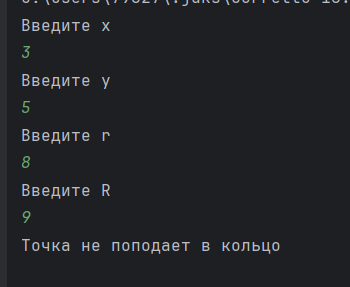 Введите x
3
Введите y
5
Введите r
8
Введите R
9
Точка не поподает в кольцо